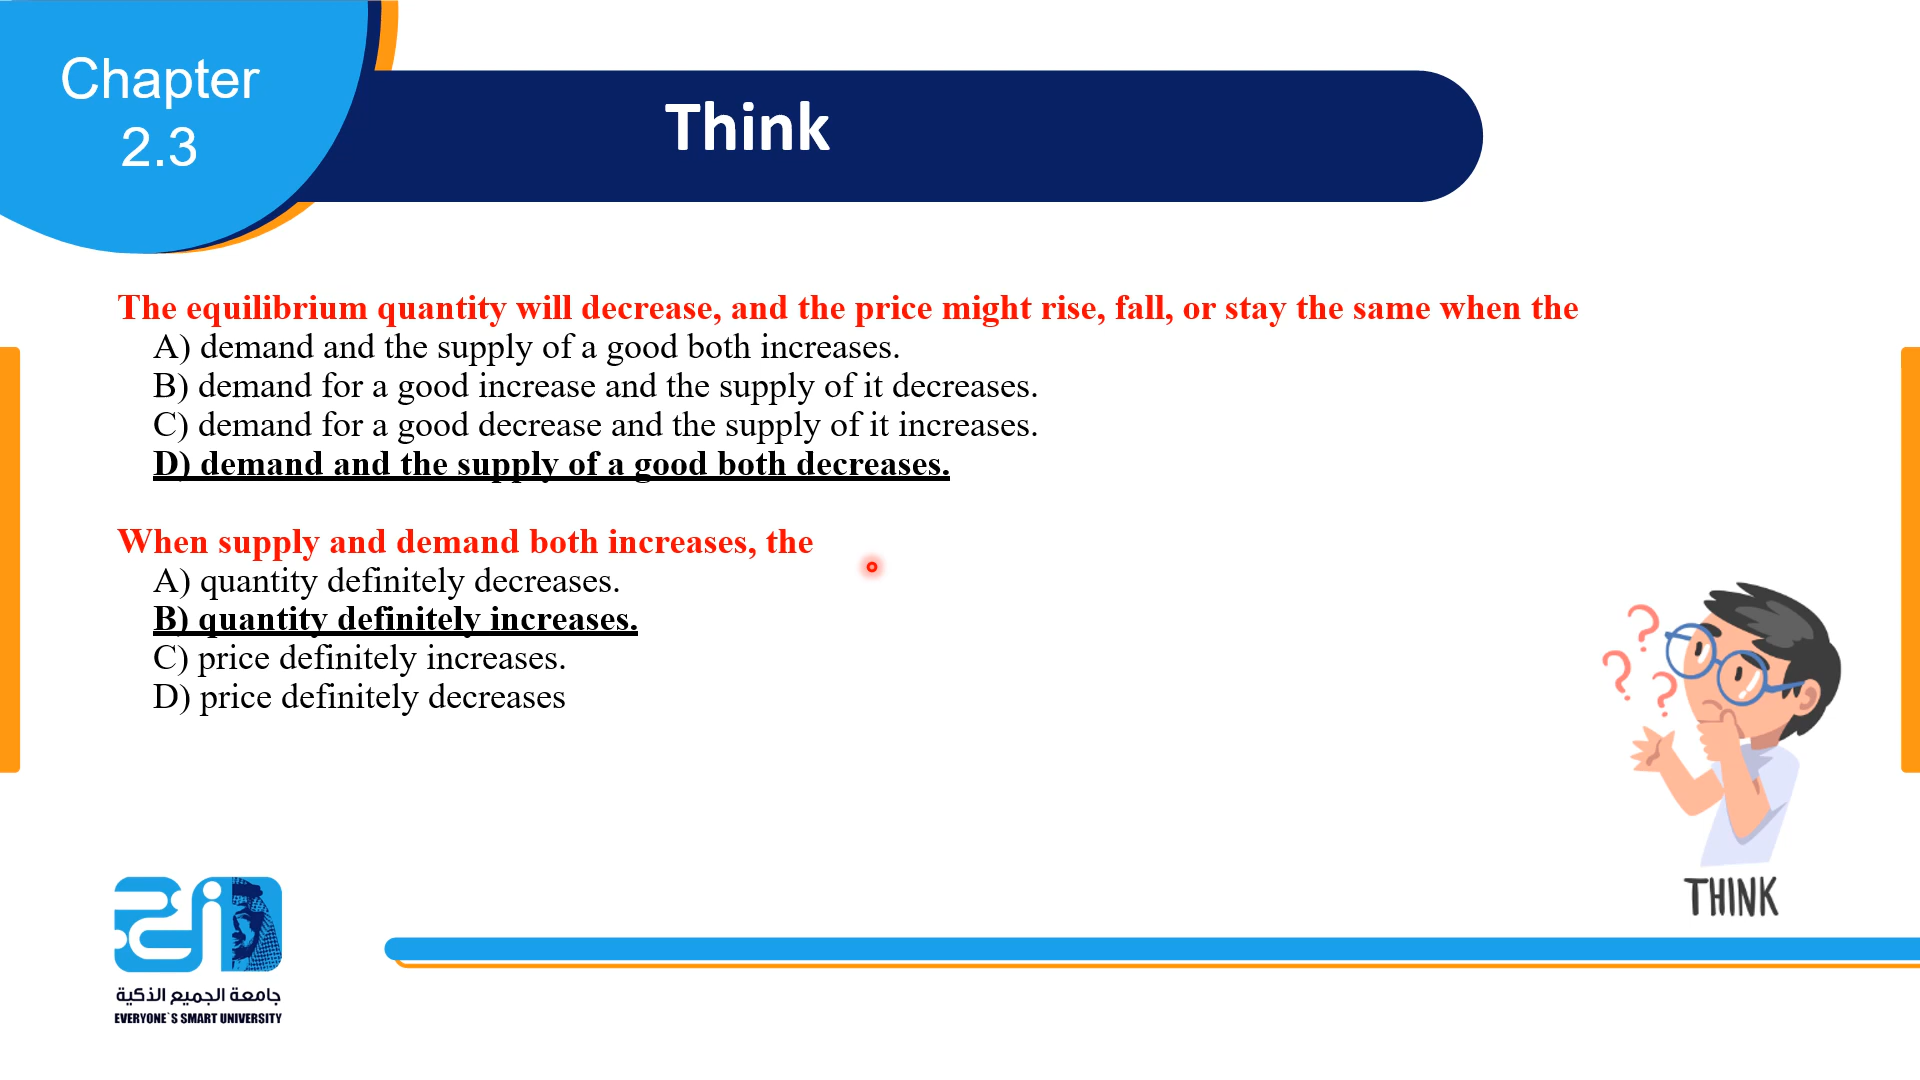 Chapter
2.3
Think
The equilibrium quantity will decrease, and the price might rise, fall, or stay the same when the
A) demand and the supply of a good both increases.
B) demand for a good increase and the supply of it decreases.
C) demand for a good decrease and the supply of it increases.
D) demand and the supply of a good both decreases.
When supply and demand both increases, the
A) quantity definitely decreases.
B) quantity definitely increases.
C) price definitely increases.
D) price definitely decreases
THINK
جامعة الجميع الذكية
EVERYONE`S SMART UNIVERSITY